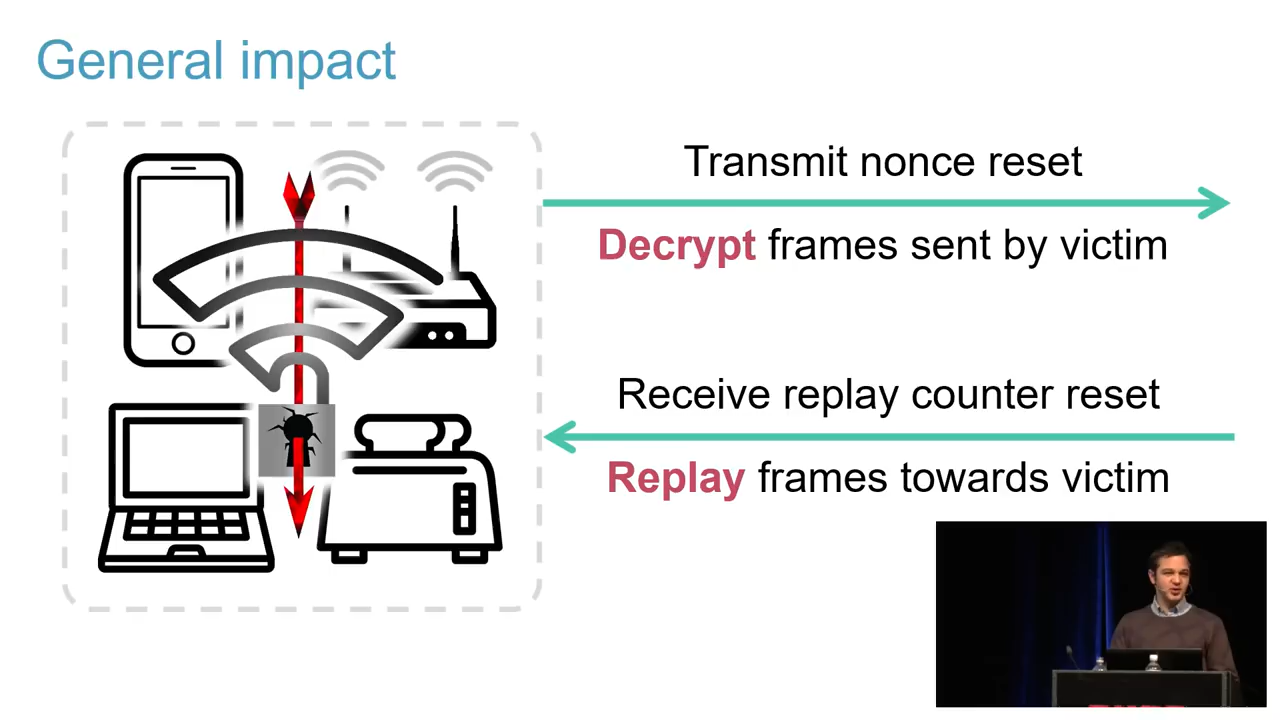 General impact
Transmit nonce reset
Decrypt frames sent by victim
Receive replay counter reset
Replay frames towards victim